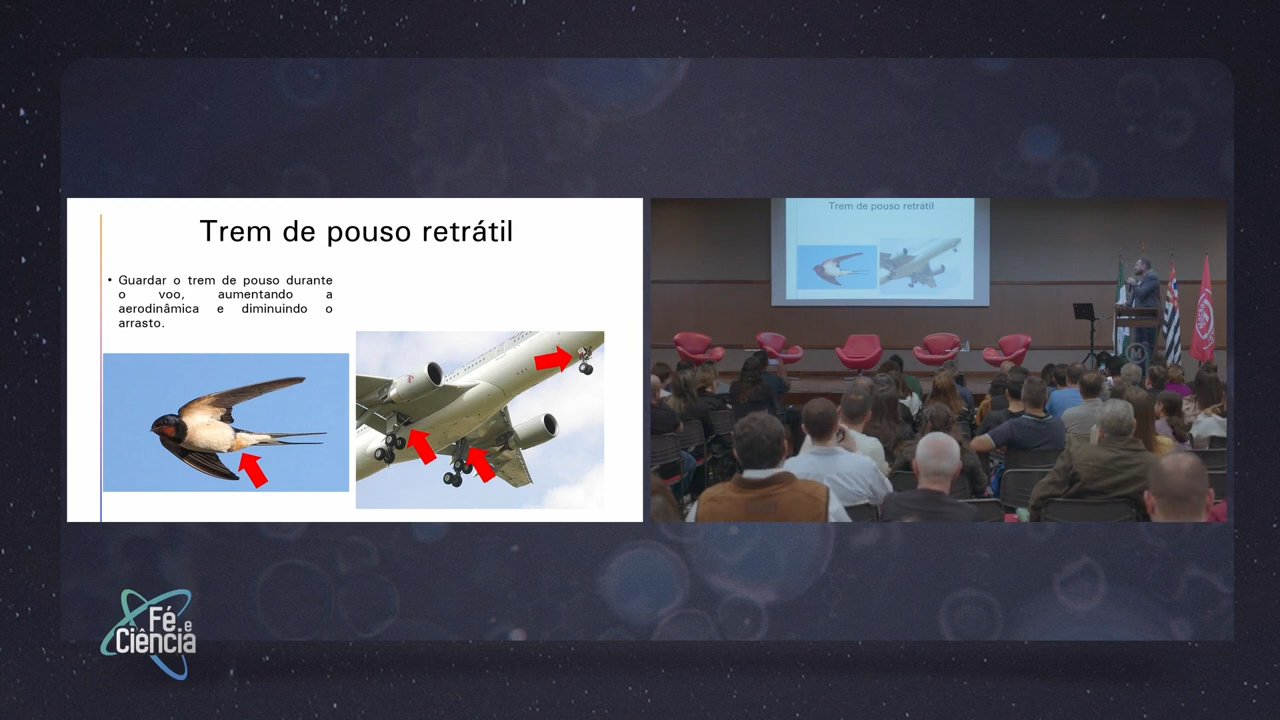 Trem de pouso retrátil
• Guardar o trem de pouso durante
o voo, aumentando a
aerodinâmica e diminuindo o
arrasto.
Trem de pouso retrátil
Fé e
Ciência